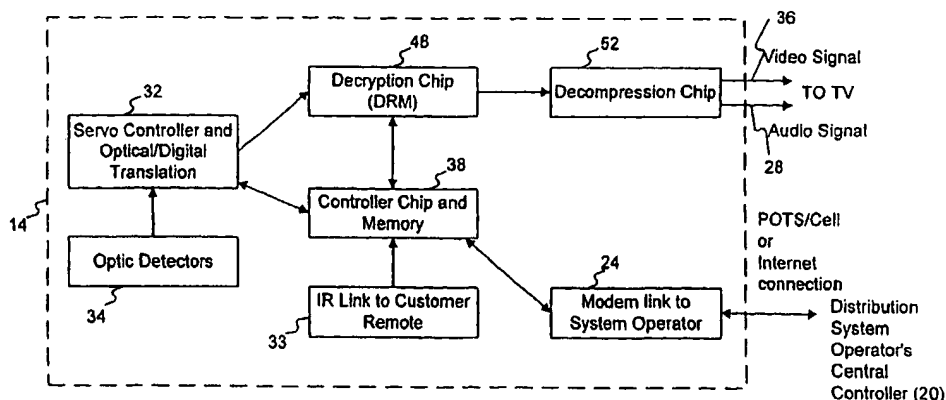 36
48
52
Video Signal
32
Decryption Chip
(DRM)
Decompression Chip
TO TV
Servo Controller and
Optical/Digital
Translation
Audio Signal
38
28
Controller Chip and
Memory
14
POTS/Cell
or
Internet
connection
Optic Detectors
24
34
IR Link to Customer
Remote
33
Modem link to
System Operator
Distribution
System
Operator's
Central
Controller (20)